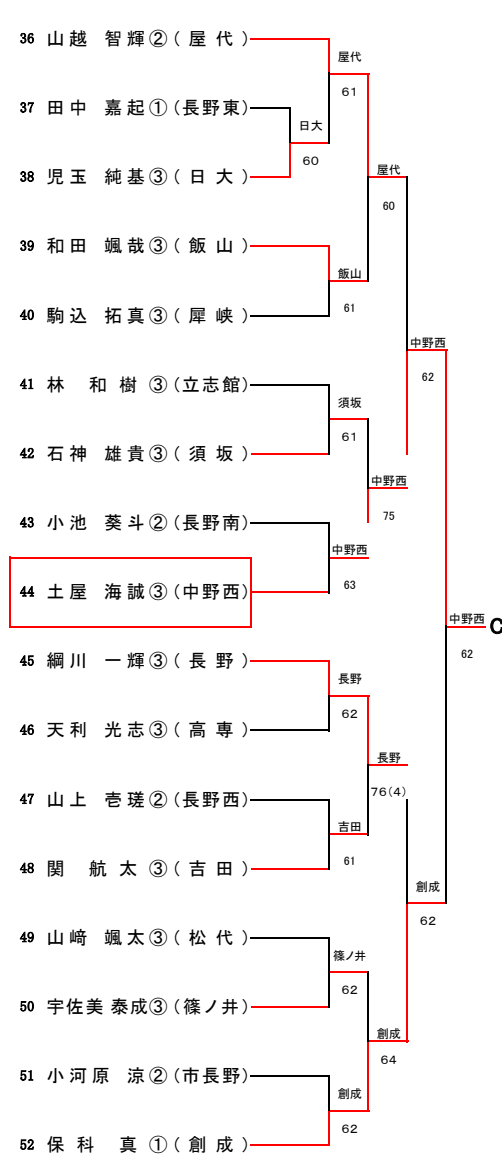 36 山越 智輝②(屋代)
屋代
37 田中 嘉起①(長野東)
61
日大
60
38 児玉 純基③(日大)
屋代
60
39 和田 颯哉③(飯山)
飯山
61
40 駒込 拓真③(犀峡)
中野西
62
41 林 和樹③(立志館)
須坂
61
42 石神 雄貴③(須坂)
中野西
75
43 小池 葵斗②(長野南)
中野西
63
44 土屋 海誠③(中野西)
中野西 C
62
45 綱川 一輝③(長野)
長野
62
46 天利 光志③(高専)
長野
76(4)
47 山上 壱瑳②(長野西)
吉田
61
48 関 航太③(吉田)
創成
62
49 山﨑 颯太③(松代)
篠ノ井
62
50 宇佐美 泰成③(篠ノ井)
創成
64
51 小河原 涼②(市長野)
創成
62
52 保科 真①(創成)